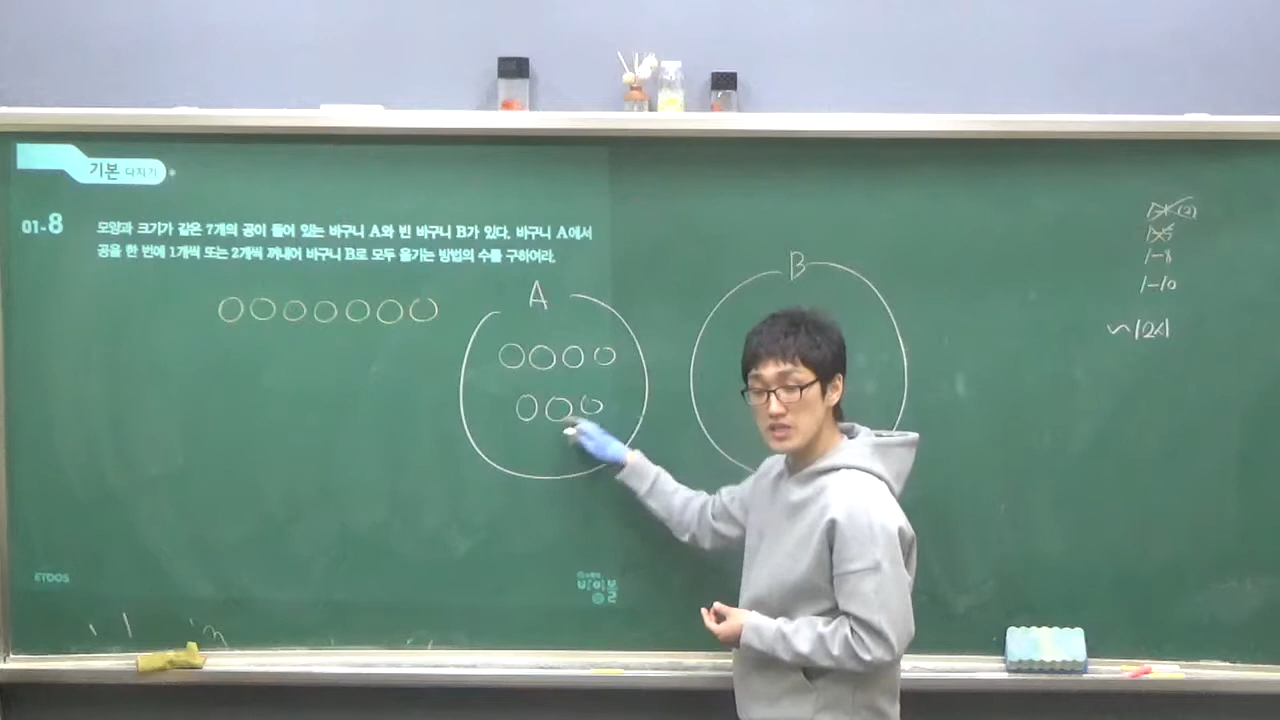 기본 다지기
01-8
모양과 크기가 같은 7개의 공이 들어 있는 바구니 A와 빈 바구니 B가 있다. 바구니 A에서
공을 한 번에 1개씩 또는 2개씩 꺼내어 바구니 B로 모두 옮기는 방법의 수를 구하여라.
A
B
1-8
1-10
ETOOS